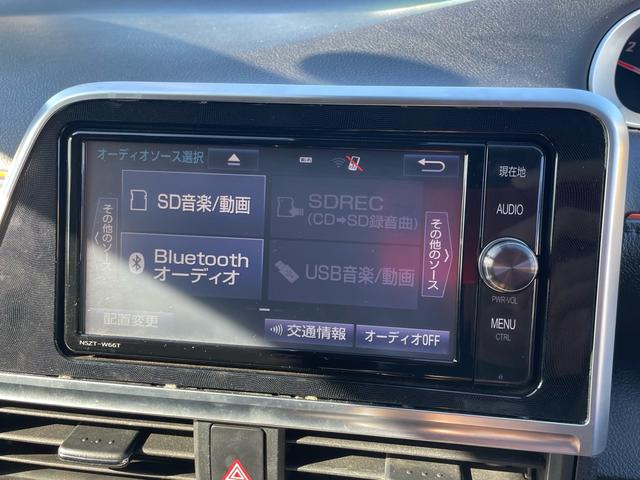 オーディオソース選択
Wi-Fi
SD音楽/動画
SDREC
(CD➡SD録音曲)
その他のソース
その他のソース
Bluetooth
オーディオ
USB音楽/動画
配置変更
交通情報
オーディオOFF
NSZT-W66T
現在地
AUDIO
PWR•VOL
MENU
CTRL
2